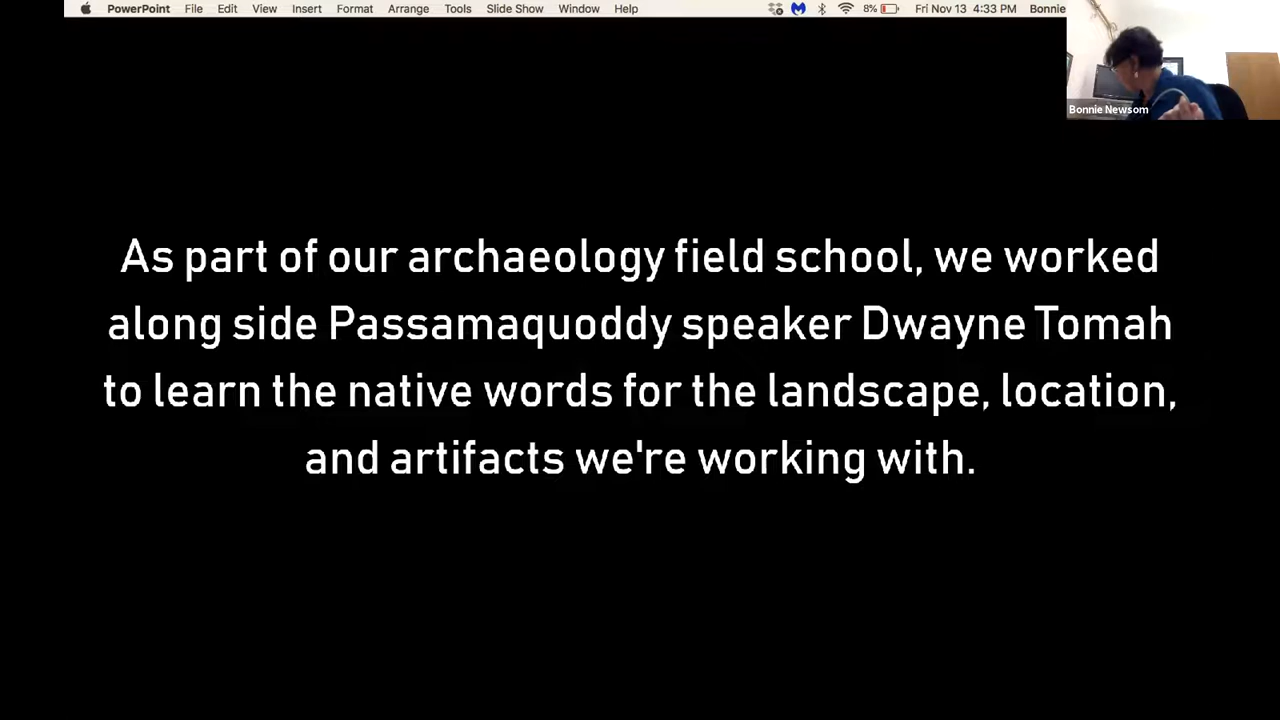 PowerPoint File Edit View Insert Format Arrange Tools Slide Show Window Help 8% Fri Nov 13 4:33 PM Bonnie
Bonnie Newsom
As part of our archaeology field school, we worked
along side Passamaquoddy speaker Dwayne Tomah
to learn the native words for the landscape, location,
and artifacts we're working with.